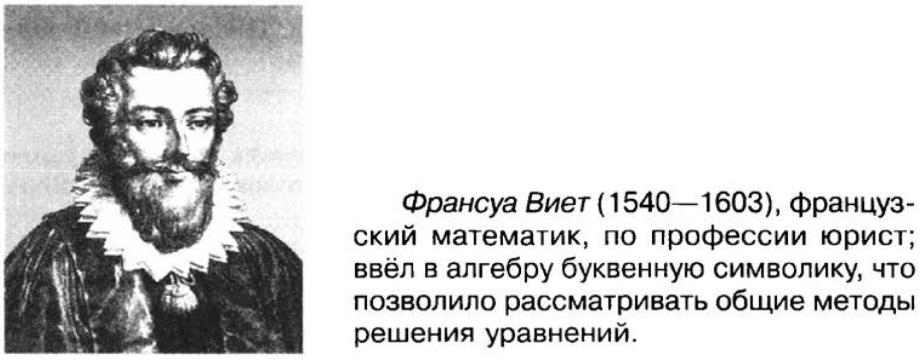 Франсуа Виет (1540—1603), француз-
ский математик, по профессии юрист;
ввёл в алгебру буквенную символику, что
позволило рассматривать общие методы
решения уравнений.